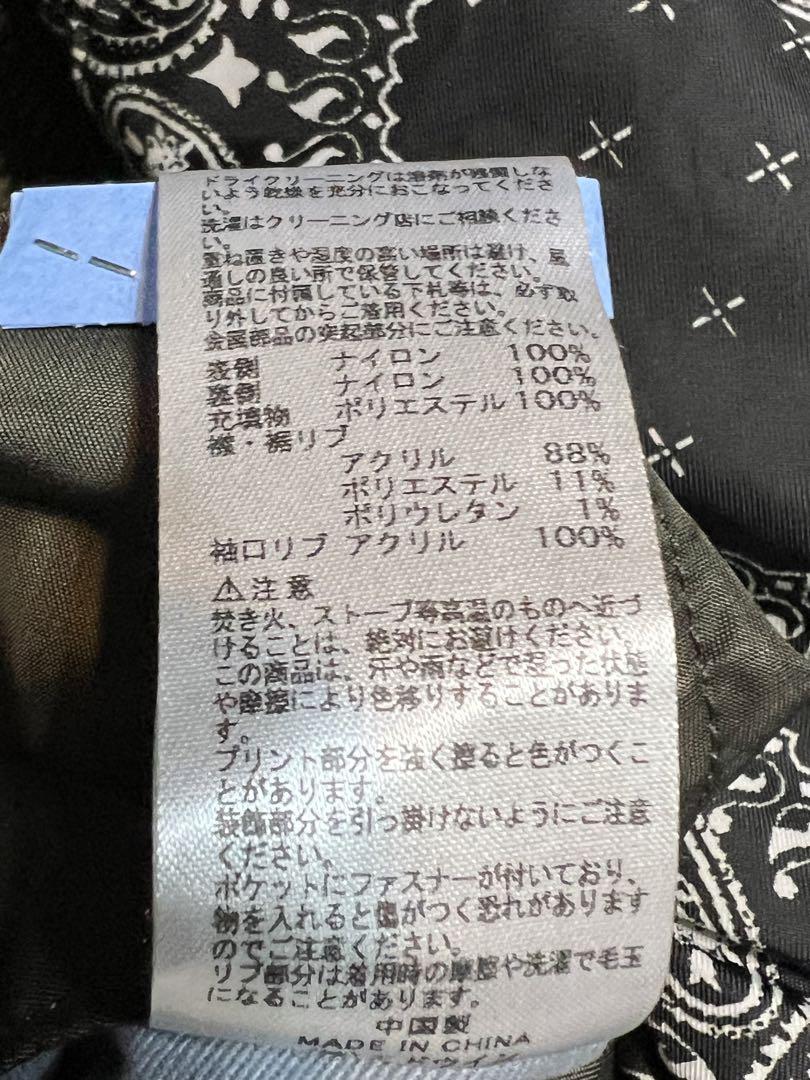 ドライクリーニングは溶剤が残留しな
いよう乾燥を充分におこなってくださ
い。
洗濯はクリーニング店にご相談くださ
い。
重ね置きや湿度の高い場所は避け、風
通しの良い所で保管してください。
商品に付属している下札等は、必ず取
り外してからご着用ください。
金属部品の突起部分にご注意ください。
表側 ナイロン 100%
裏側 ナイロン 100%
充填物 ポリエステル 100%
襟・裾リブ
アクリル 88%
ポリエステル 11%
ポリウレタン 1%
袖口リブ アクリル 100%
⚠注意
焚き火、ストーブ等高温のものへ近づ
けることは、絶対にお避けください。
この商品は、汗や雨などで湿った状態
や摩擦により色移りすることがありま
す。
プリント部分を強く擦ると色がつくこ
とがあります。
装飾部分を引っ掛けないようにご注意
ください。
ポケットにファスナーが付いており、
物を入れると傷がつく恐れがあります
のでご注意ください。
リブ部分は着用時の摩擦や洗濯で毛玉
になることがあります。
中国製
MADE IN CHINA